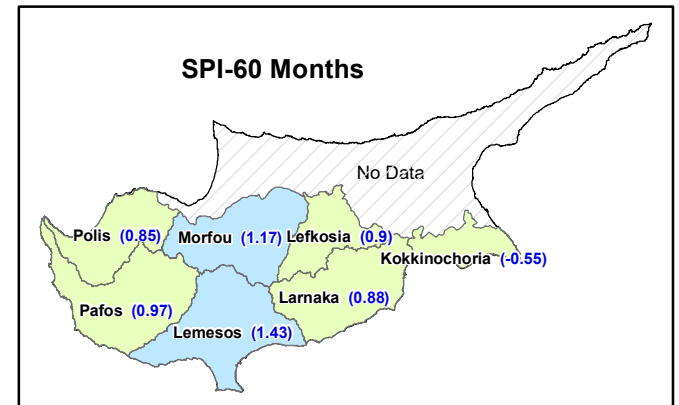 SPI-60 Months
No Data
Polis (0.85)
Morfou (1.17)
Lefkosia (0.9)
Kokkinochoria (-0.55)
Pafos (0.97)
Larnaka (0.88)
Lemesos (1.43)